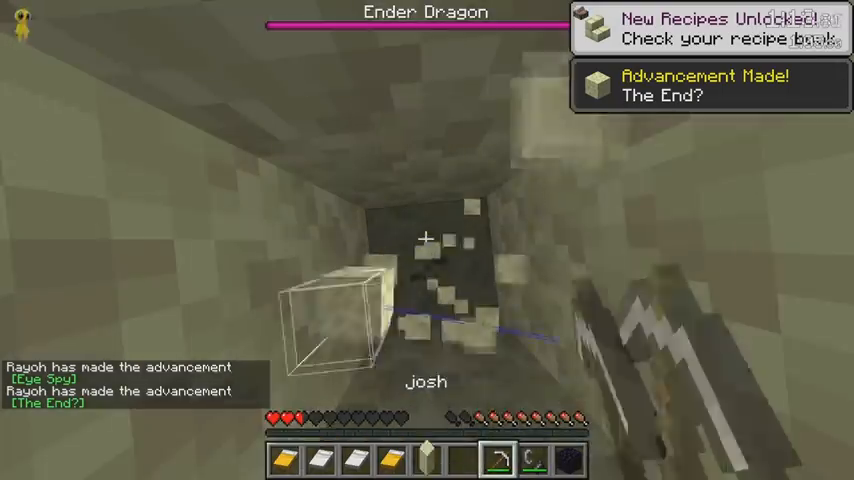 Ender Dragon
New Recipes Unlocked!
Check your recipe book
Advancement Made!
The End?
Rayoh has made the advancement
[Eye Spy]
Rayoh has made the advancement
[The End?]
josh